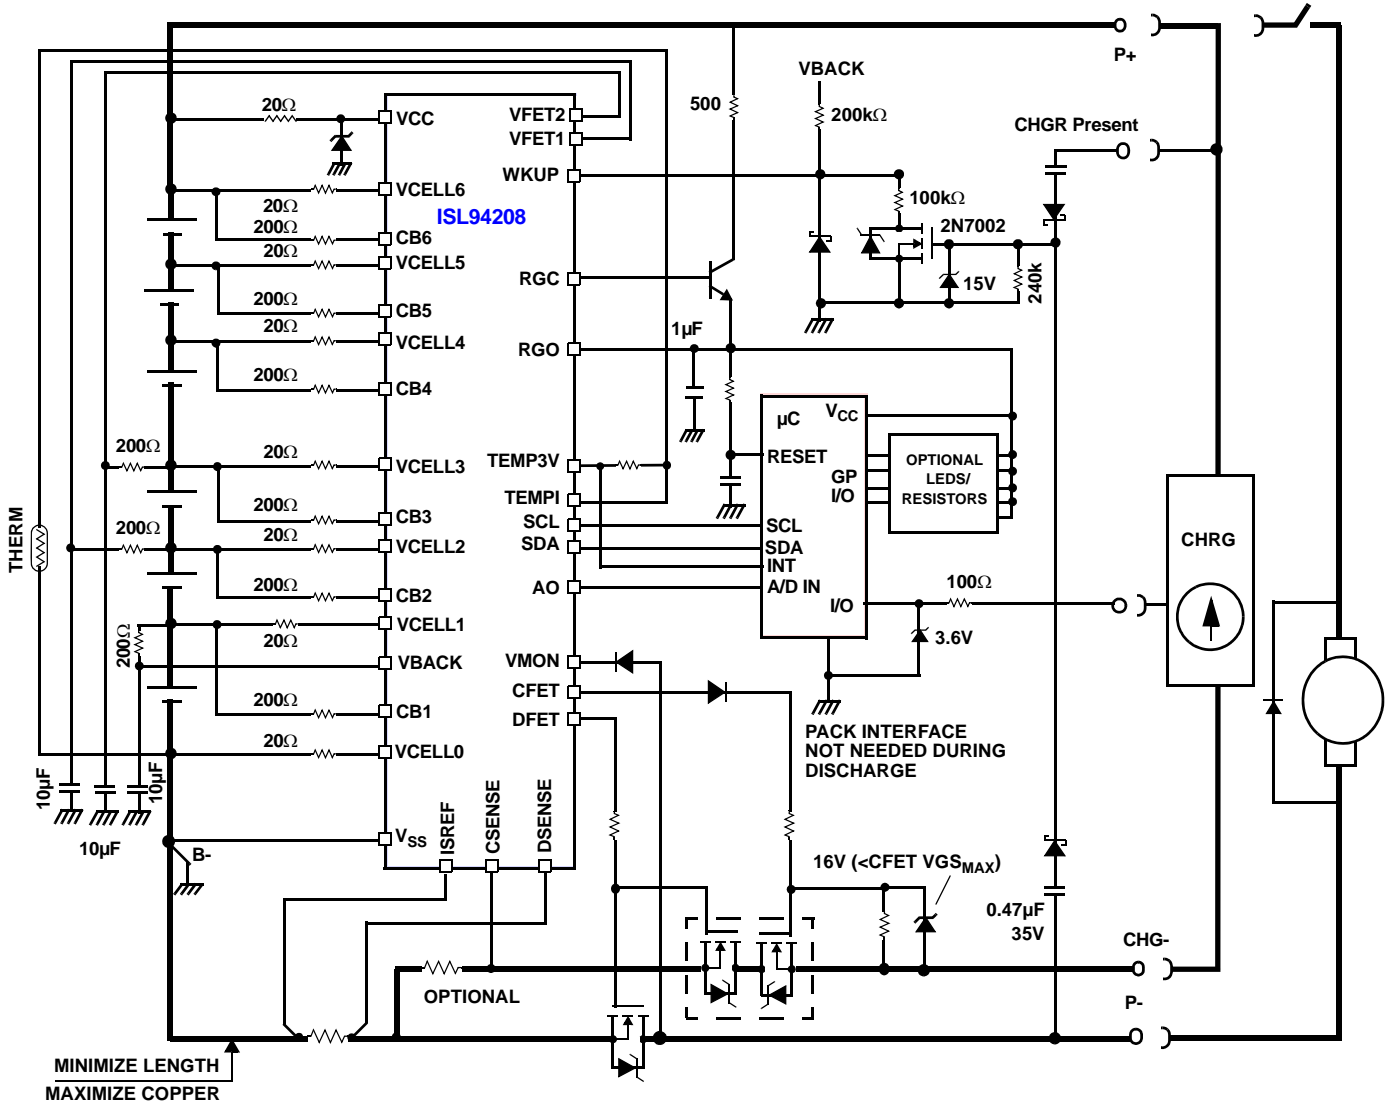 P+
VBACK
20Ω
500
200kΩ
CHGR Present
VCC
VFET2
VFET1
WKUP
VCELL6
20Ω
ISL94208
100kΩ
2N7002
200Ω
CB6
20Ω
VCELL5
RGC
15V
240k
200Ω
CB5
20Ω
VCELL4
1µF
RGO
200Ω
CB4
µC
VCC
200Ω
20Ω
VCELL3
TEMP3V
RESET
OPTIONAL
LEDS/
RESISTORS
GP
I/O
TEMPI
200Ω
CB3
SCL
SCL
THERM
200Ω
20Ω
VCELL2
SDA
SDA
INT
CHRG
200Ω
CB2
AO
A/D IN
100Ω
I/O
VCELL1
200Ω
20Ω
3.6V
VBACK
VMON
CFET
200Ω
CB1
DFET
PACK INTERFACE
NOT NEEDED DURING
DISCHARGE
20Ω
VCELL0
10µF
10µF
10µF
VSS
ISREF
CSENSE
DSENSE
B-
16V (<CFET VGSMAX)
0.47µF
35V
CHG-
OPTIONAL
P-
MINIMIZE LENGTH
MAXIMIZE COPPER